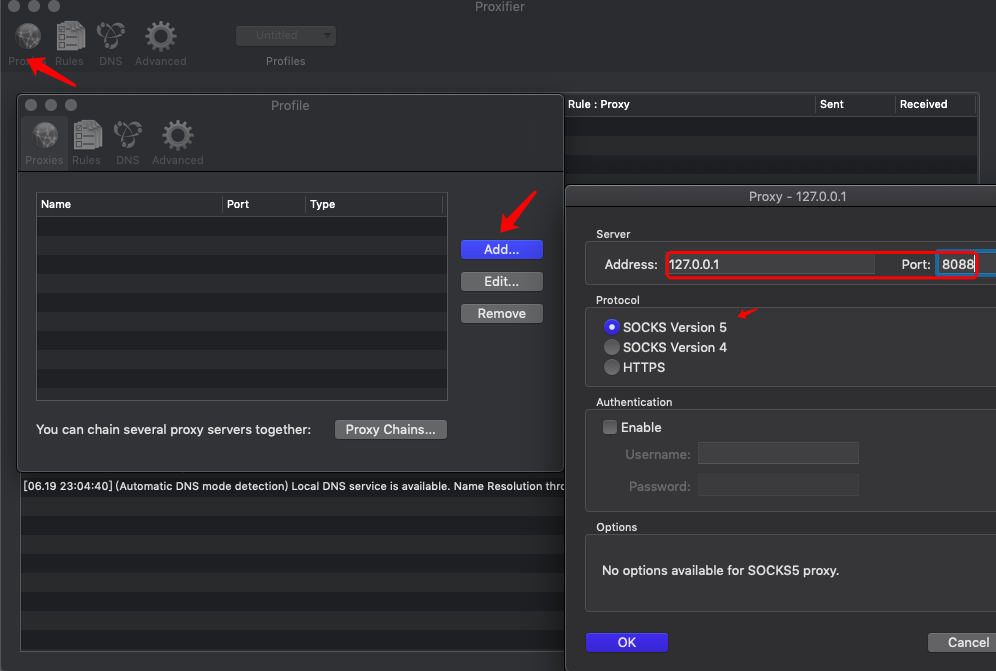 Proxifier
Untitled
Rules DNS Advanced
Profiles
Rule : Proxy Sent Received
Profile
Proxies Rules DNS Advanced
Name Port Type
Add...
Edit...
Remove
You can chain several proxy servers together: Proxy Chains...
[06.19 23:04:40] (Automatic DNS mode detection) Local DNS service is available. Name Resolution thro
Proxy - 127.0.0.1
Server
Address: 127.0.0.1 Port: 8088
Protocol
SOCKS Version 5
SOCKS Version 4
HTTPS
Authentication
Enable
Username:
Password:
Options
No options available for SOCKS5 proxy.
OK Cancel